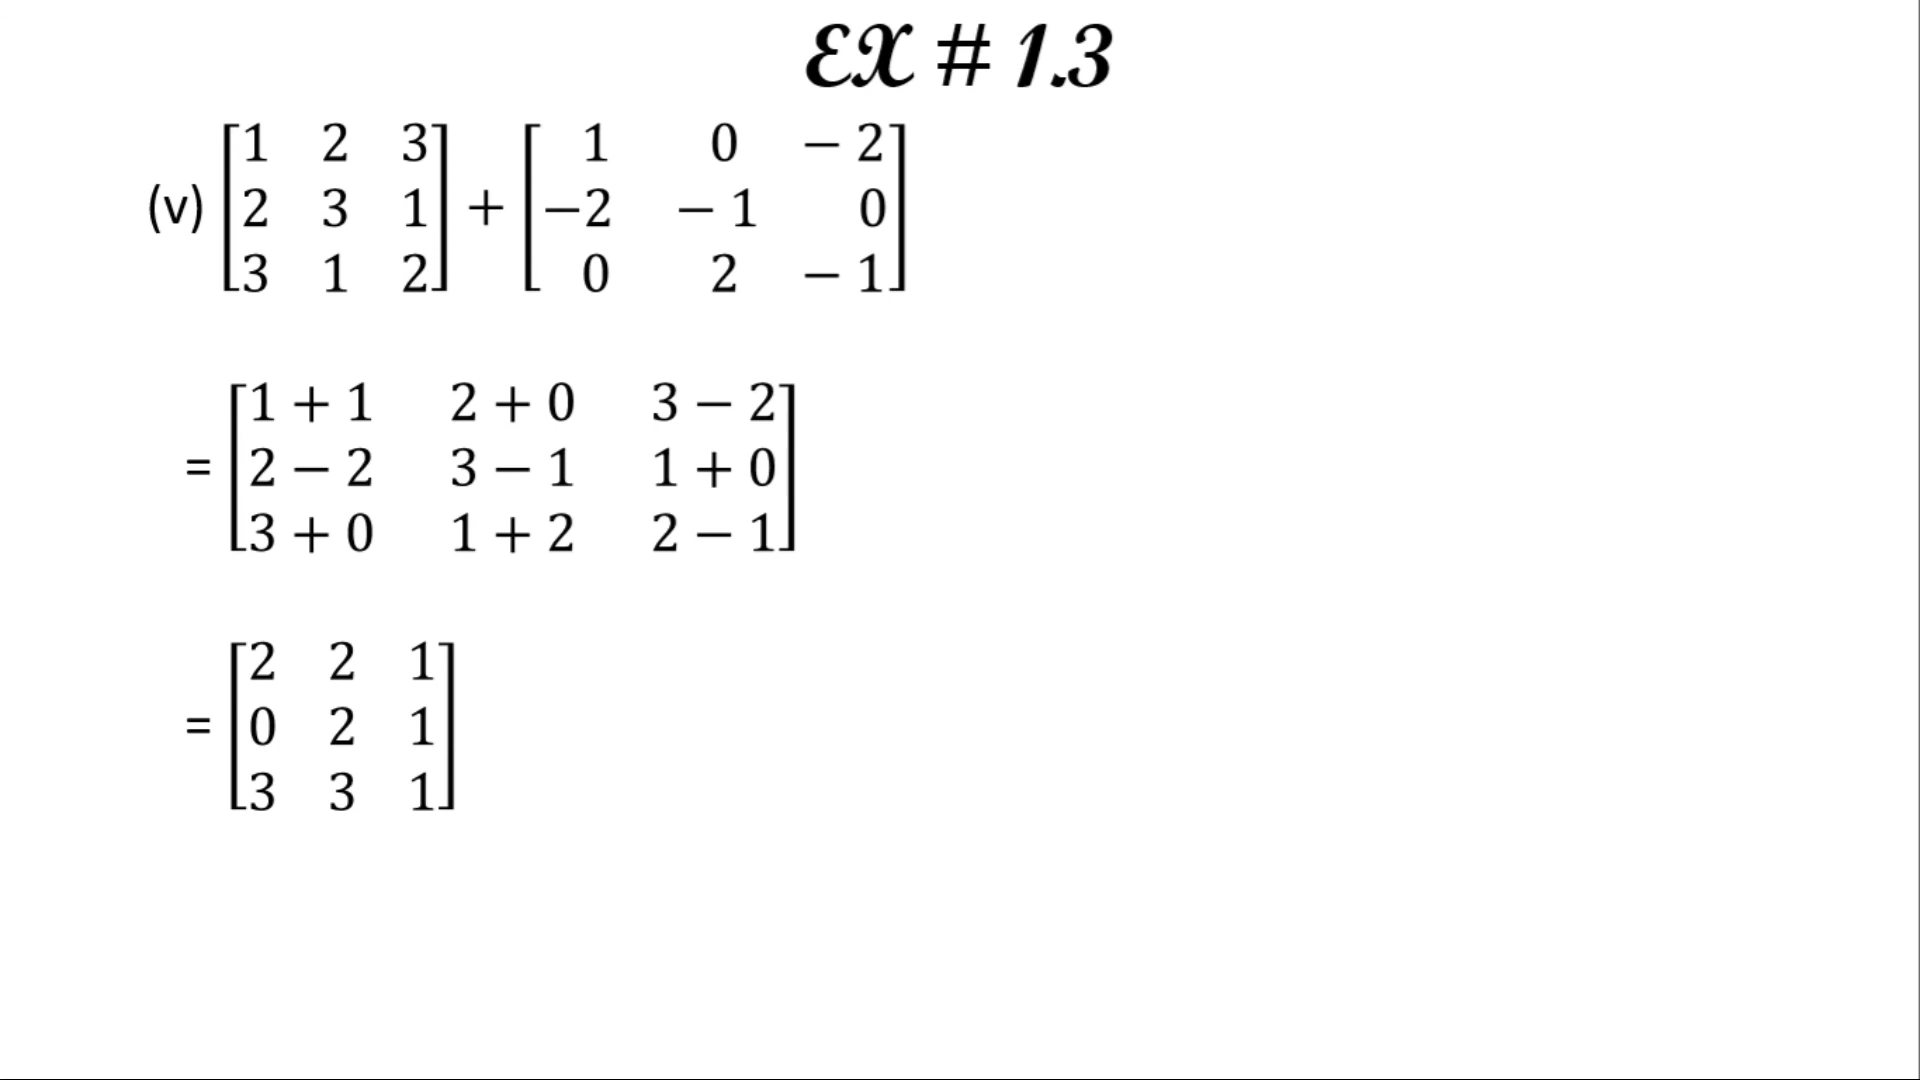 EX # 1.3
(v) [1 2 3; 2 3 1; 3 1 2] + [1 0 − 2; −2 − 1 0; 0 2 − 1]
= [1 + 1 2 + 0 3 − 2; 2 − 2 3 − 1 1 + 0; 3 + 0 1 + 2 2 − 1]
= [2 2 1; 0 2 1; 3 3 1]